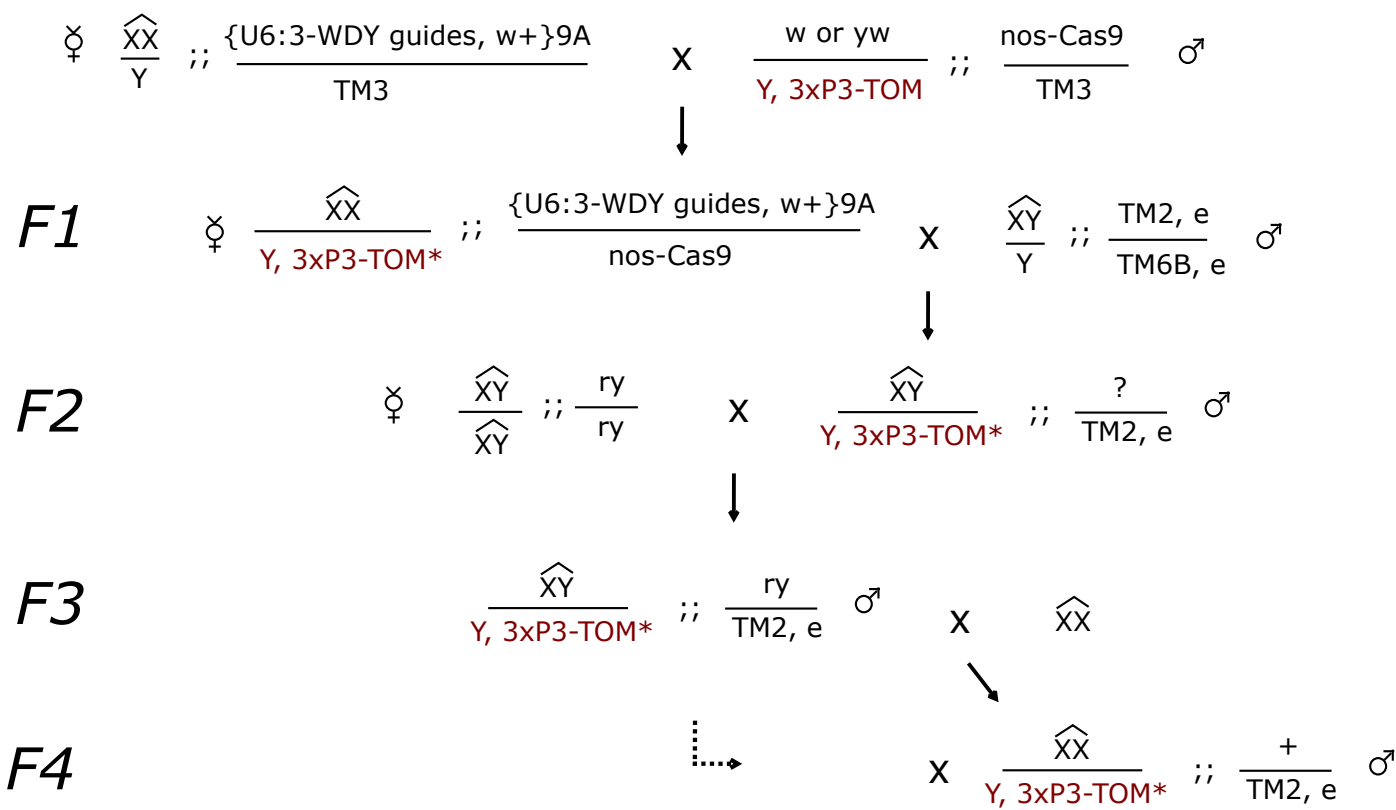 ☿ XX / Y ;; {U6:3-WDY guides, w+}9A / TM3 x w or yw / Y, 3xP3-TOM ;; nos-Cas9 / TM3 ♂
F1 ☿ XX / Y, 3xP3-TOM* ;; {U6:3-WDY guides, w+}9A / nos-Cas9 x XY / Y ;; TM2, e / TM6B, e ♂
F2 ☿ XY / XY ;; ry / ry x XY / Y, 3xP3-TOM* ;; ? / TM2, e ♂
F3 XY / Y, 3xP3-TOM* ;; ry / TM2, e ♂ x XX
F4 x XX / Y, 3xP3-TOM* ;; + / TM2, e ♂